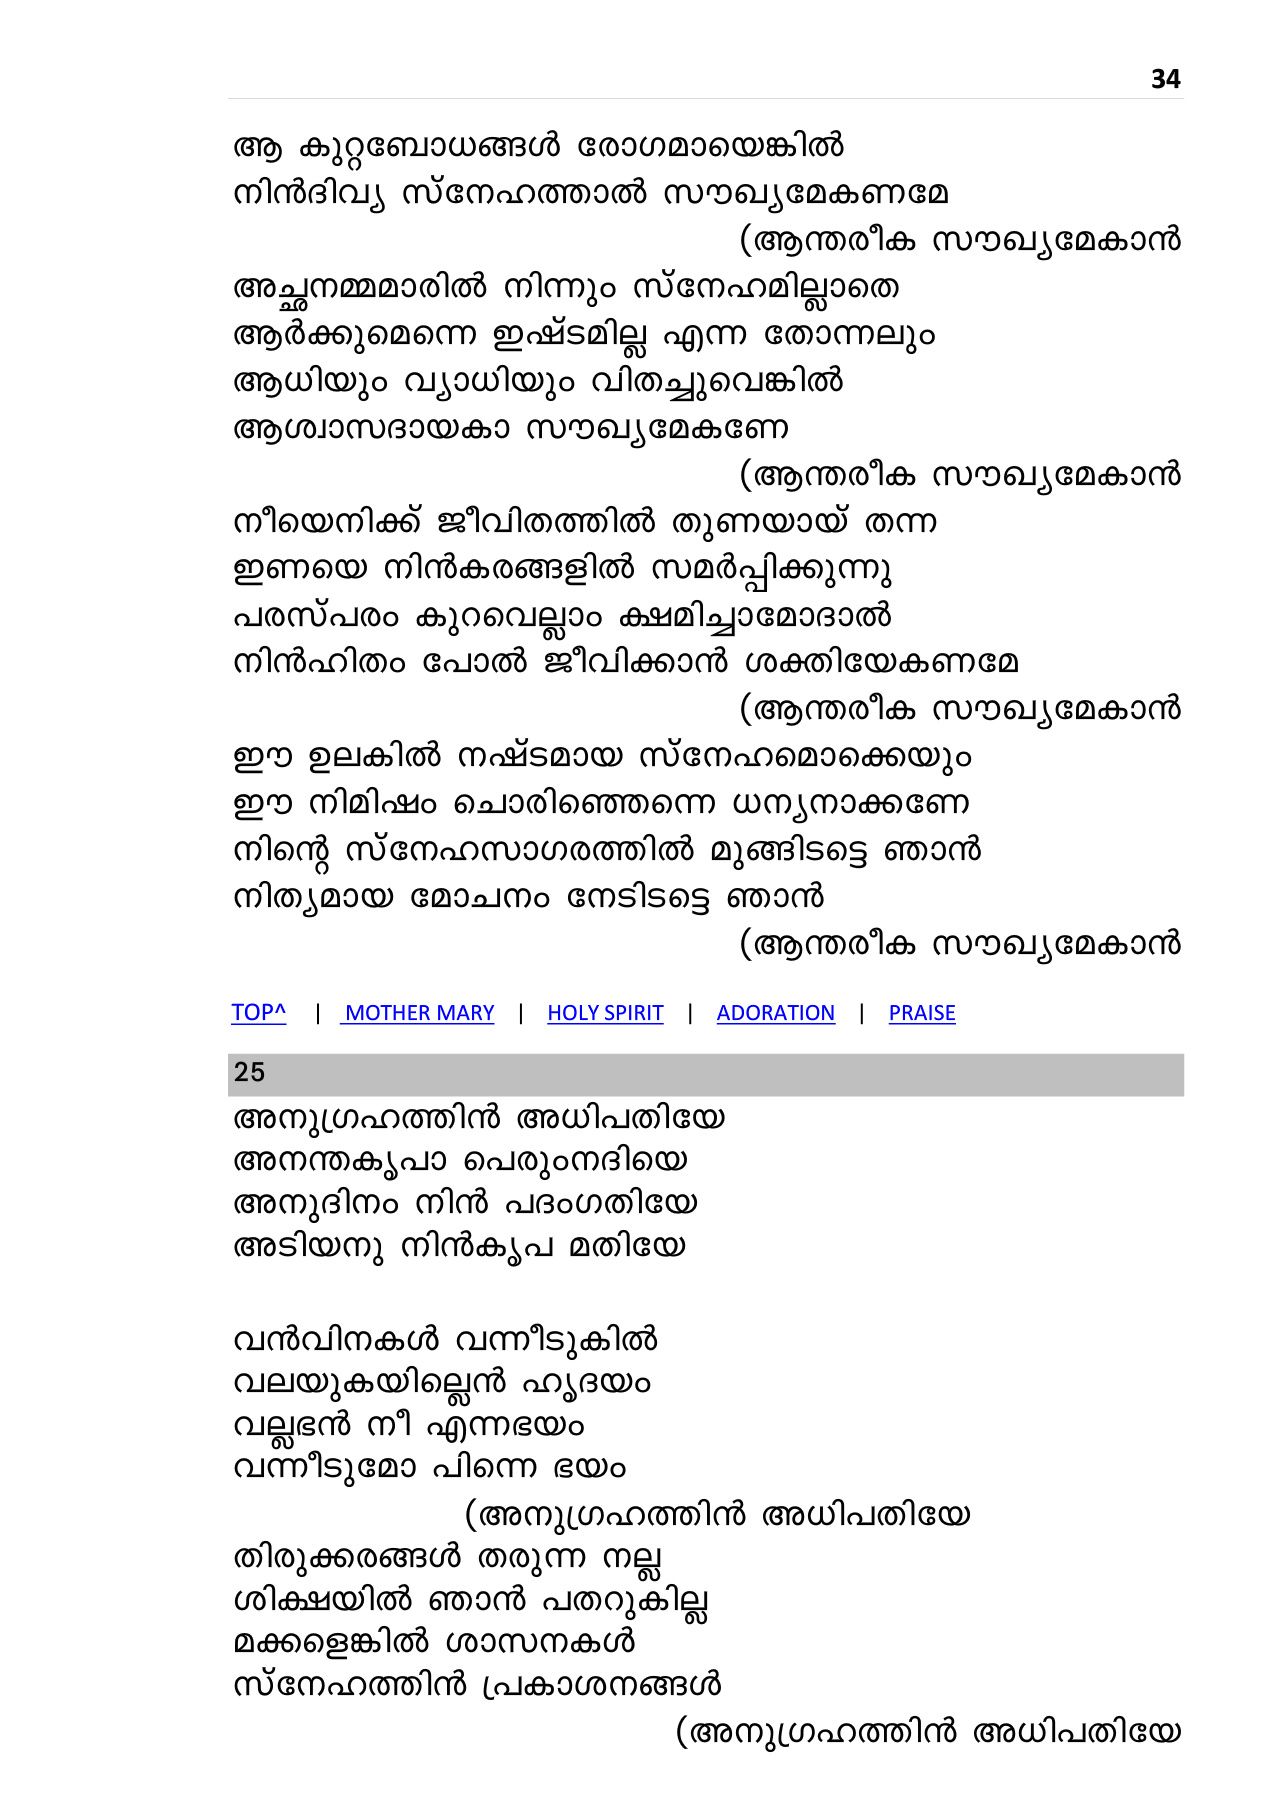 34
ആ കുറ്റബോധങ്ങൾ രോഗമായെങ്കിൽ
നിൻദിവ്യ സ്നേഹത്താൽ സൗഖ്യമേകണമേ
(ആന്തരീക സൗഖ്യമേകാൻ
അച്ഛനമ്മമാരിൽ നിന്നും സ്നേഹമില്ലാതെ
ആർക്കുമെന്നെ ഇഷ്ടമില്ല എന്ന തോന്നലും
ആധിയും വ്യാധിയും വിതച്ചുവെങ്കിൽ
ആശ്വാസദായകാ സൗഖ്യമേകണേ
(ആന്തരീക സൗഖ്യമേകാൻ
നീയെനിക്ക് ജീവിതത്തിൽ തുണയായ് തന്ന
ഇണയെ നിൻകരങ്ങളിൽ സമർപ്പിക്കുന്നു
പരസ്പരം കുറവെല്ലാം ക്ഷമിച്ചാമോദാൽ
നിൻഹിതം പോൽ ജീവിക്കാൻ ശക്തിയേകണമേ
(ആന്തരീക സൗഖ്യമേകാൻ
ഈ ഉലകിൽ നഷ്ടമായ സ്നേഹമൊക്കെയും
ഈ നിമിഷം ചൊരിഞ്ഞെന്നെ ധന്യനാക്കണേ
നിന്റെ സ്നേഹസാഗരത്തിൽ മുങ്ങിടട്ടെ ഞാൻ
നിത്യമായ മോചനം നേടിടട്ടെ ഞാൻ
(ആന്തരീക സൗഖ്യമേകാൻ
TOP^ | MOTHER MARY | HOLY SPIRIT | ADORATION | PRAISE
25
അനുഗ്രഹത്തിൻ അധിപതിയേ
അനന്തകൃപാ പെരുംനദിയെ
അനുദിനം നിൻ പദംഗതിയേ
അടിയനു നിൻകൃപ മതിയേ
വൻവിനകൾ വന്നീടുകിൽ
വലയുകയില്ലെൻ ഹൃദയം
വല്ലഭൻ നീ എന്നഭയം
വന്നീടുമോ പിന്നെ ഭയം
(അനുഗ്രഹത്തിൻ അധിപതിയേ
തിരുക്കരങ്ങൾ തരുന്ന നല്ല
ശിക്ഷയിൽ ഞാൻ പതറുകില്ല
മക്കളെങ്കിൽ ശാസനകൾ
സ്നേഹത്തിൻ പ്രകാശനങ്ങൾ
(അനുഗ്രഹത്തിൻ അധിപതിയേ